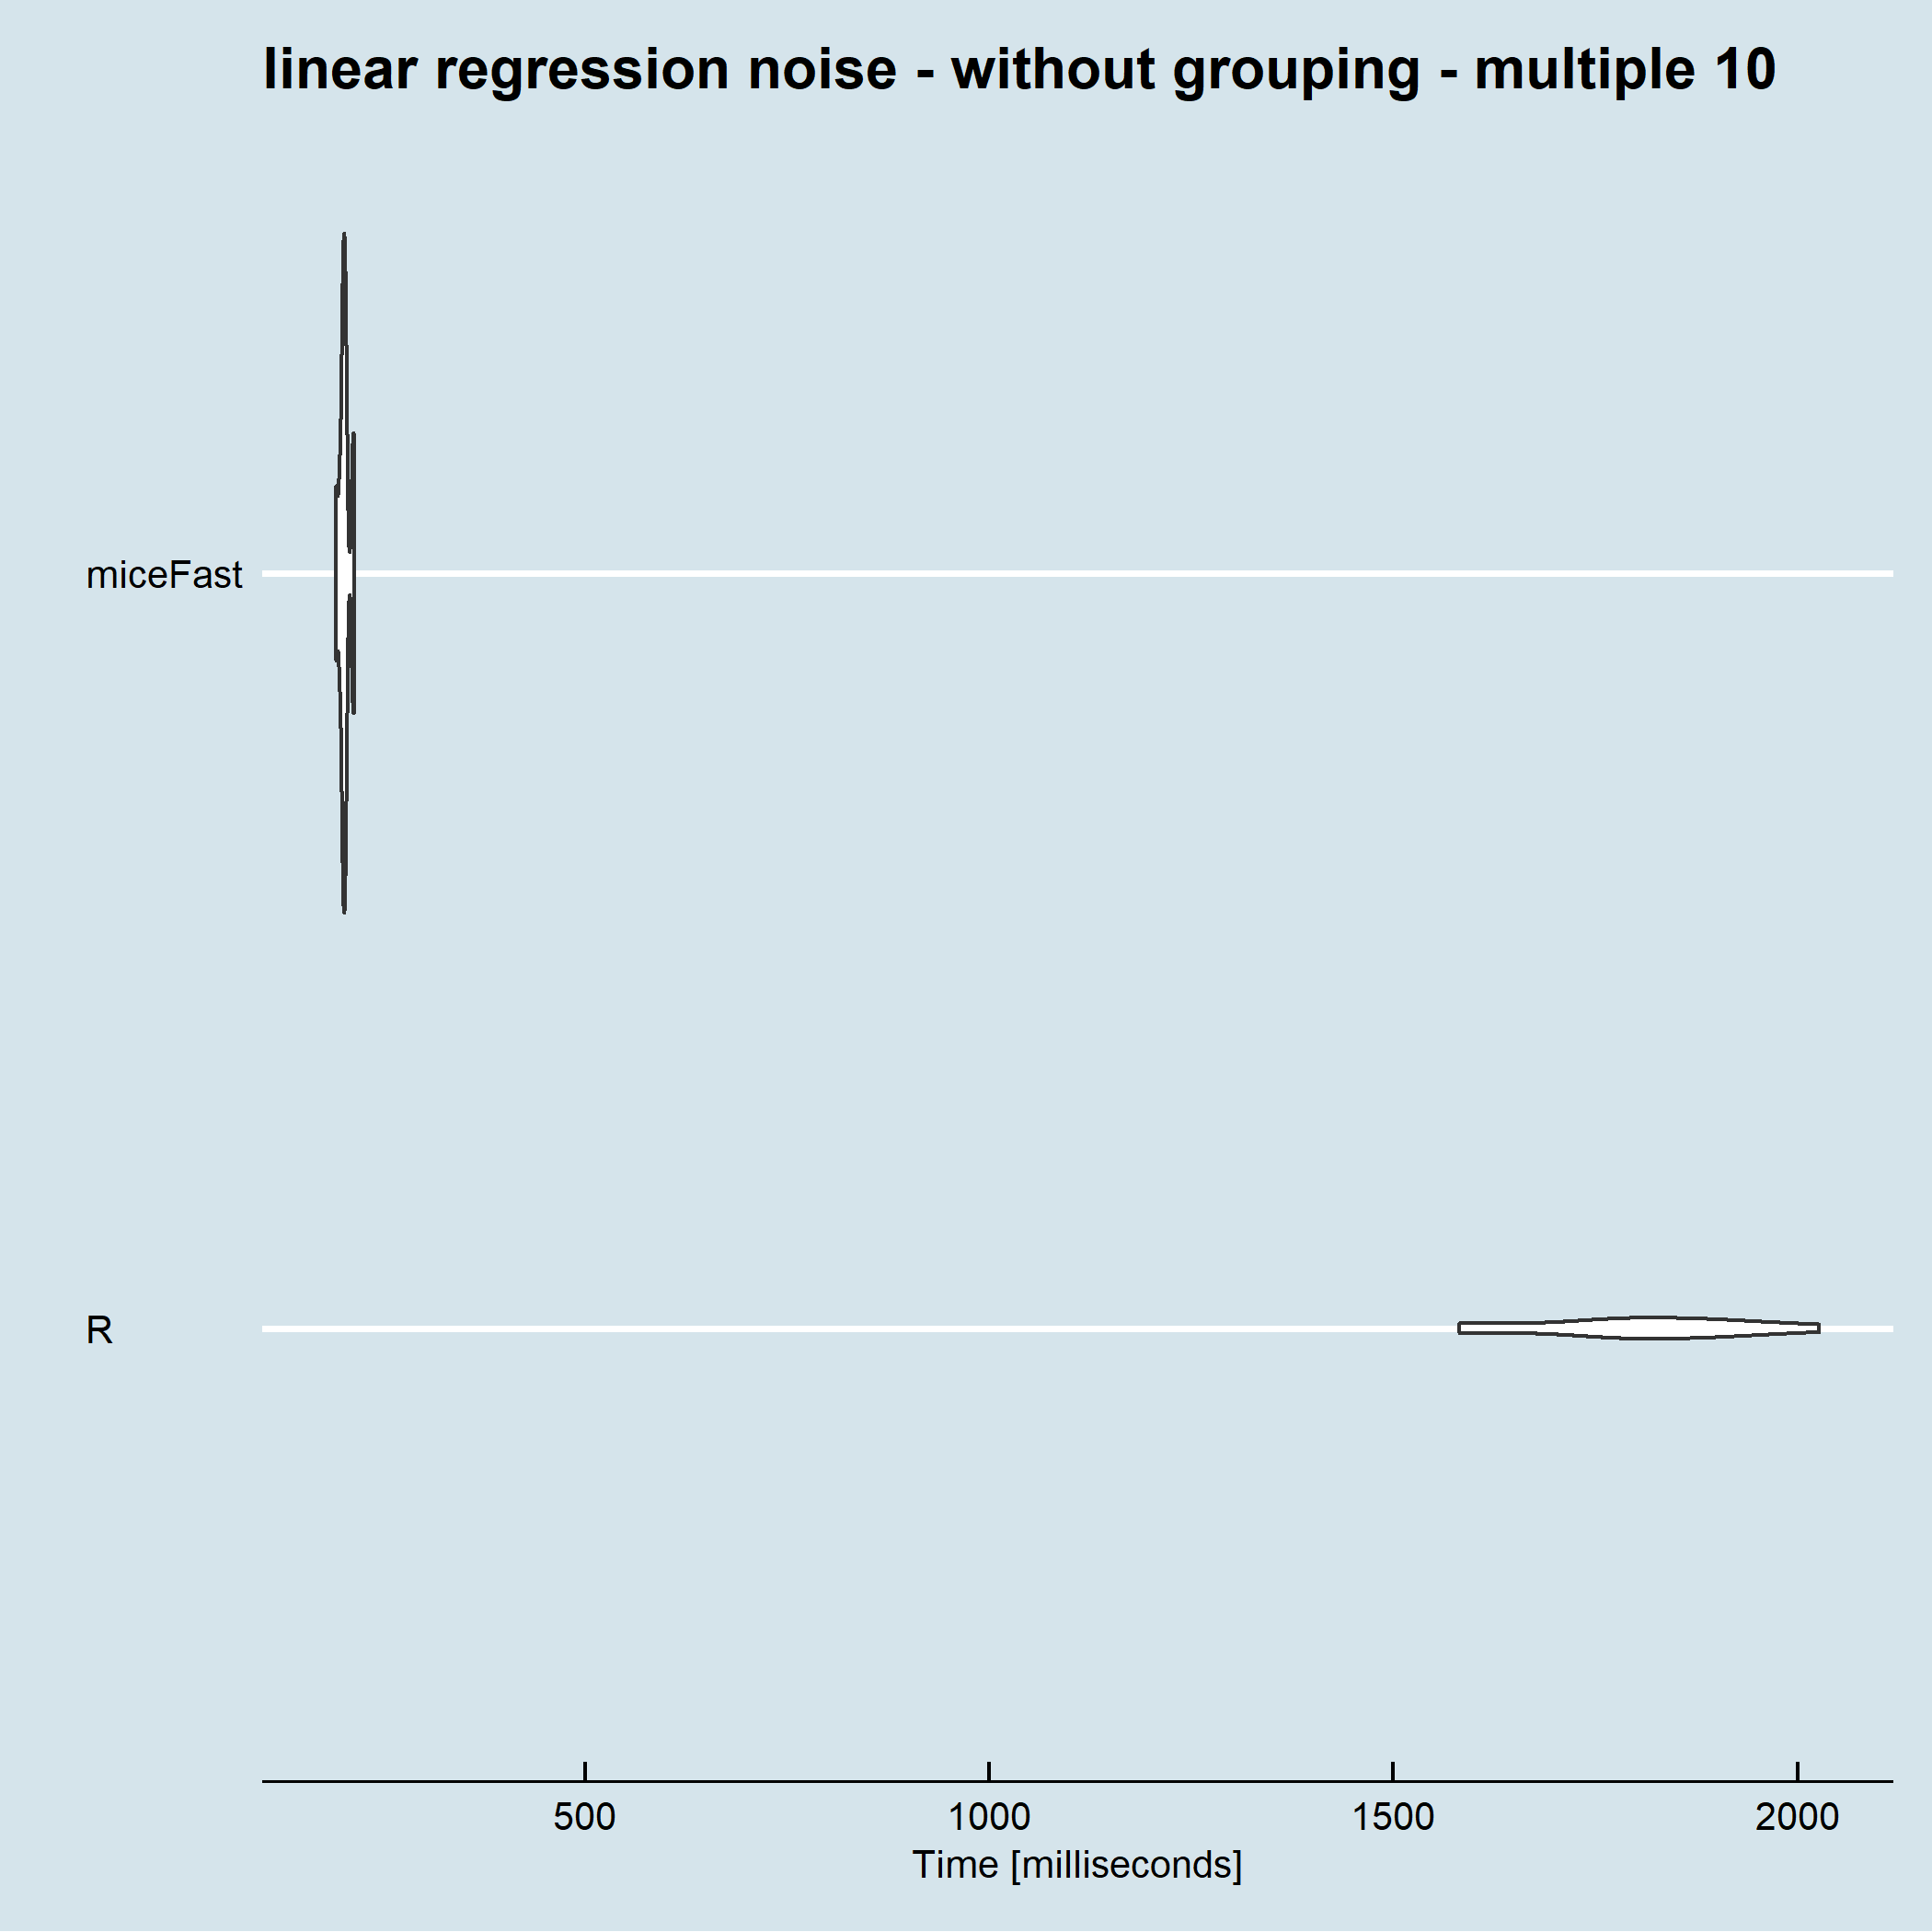 linear regression noise - without grouping - multiple 10
miceFast
R
500 1000 1500 2000
Time [milliseconds]